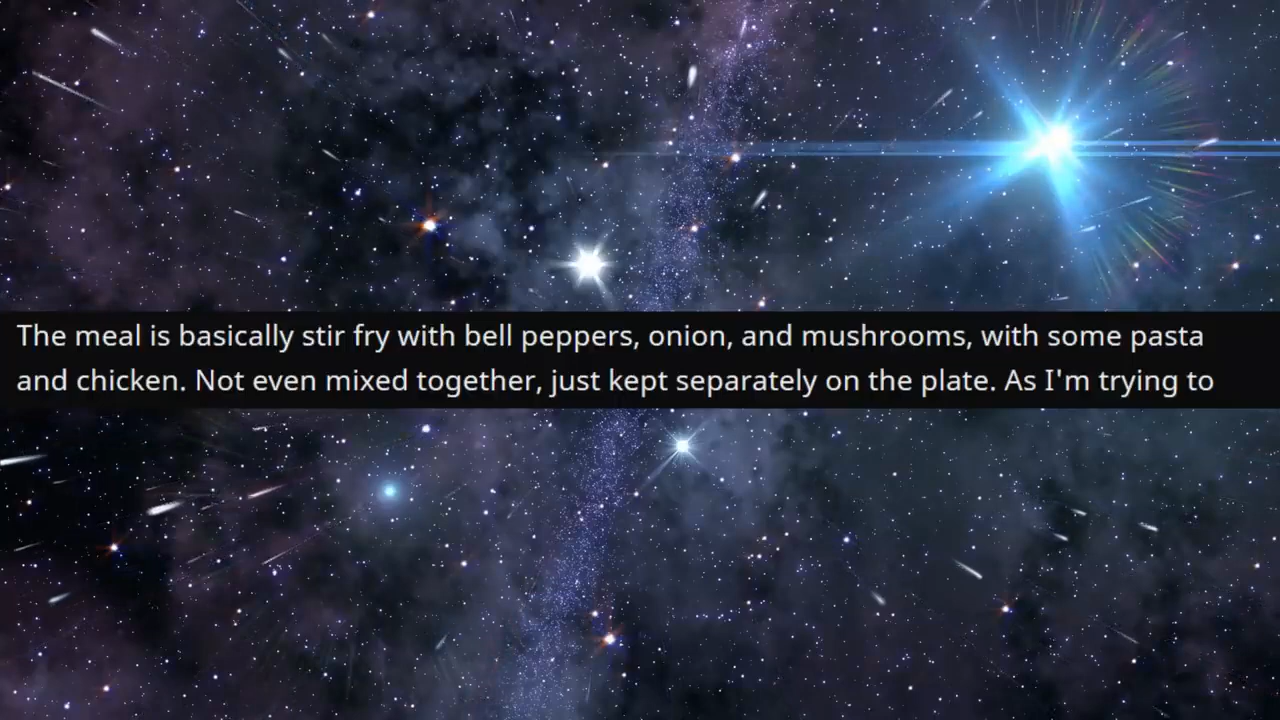 The meal is basically stir fry with bell peppers, onion, and mushrooms, with some pasta
and chicken. Not even mixed together, just kept separately on the plate. As I'm trying to